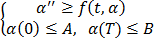 α′′ ≥ f(t, α)
α(0) ≤ A, α(T) ≤ B